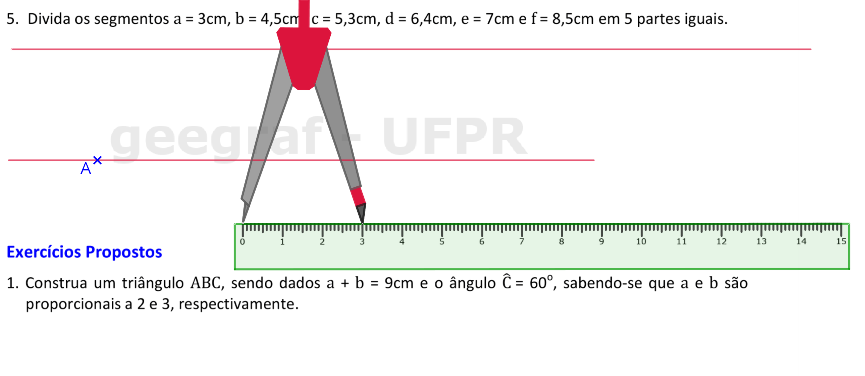 5. Divida os segmentos a = 3cm, b = 4,5cm, c = 5,3cm, d = 6,4cm, e = 7cm e f = 8,5cm em 5 partes iguais.
geegraf - UFPR
A
0 1 2 3 4 5 6 7 8 9 10 11 12 13 14 15
Exercícios Propostos
1. Construa um triângulo ABC, sendo dados a + b = 9cm e o ângulo Ĉ = 60°, sabendo-se que a e b são
proporcionais a 2 e 3, respectivamente.